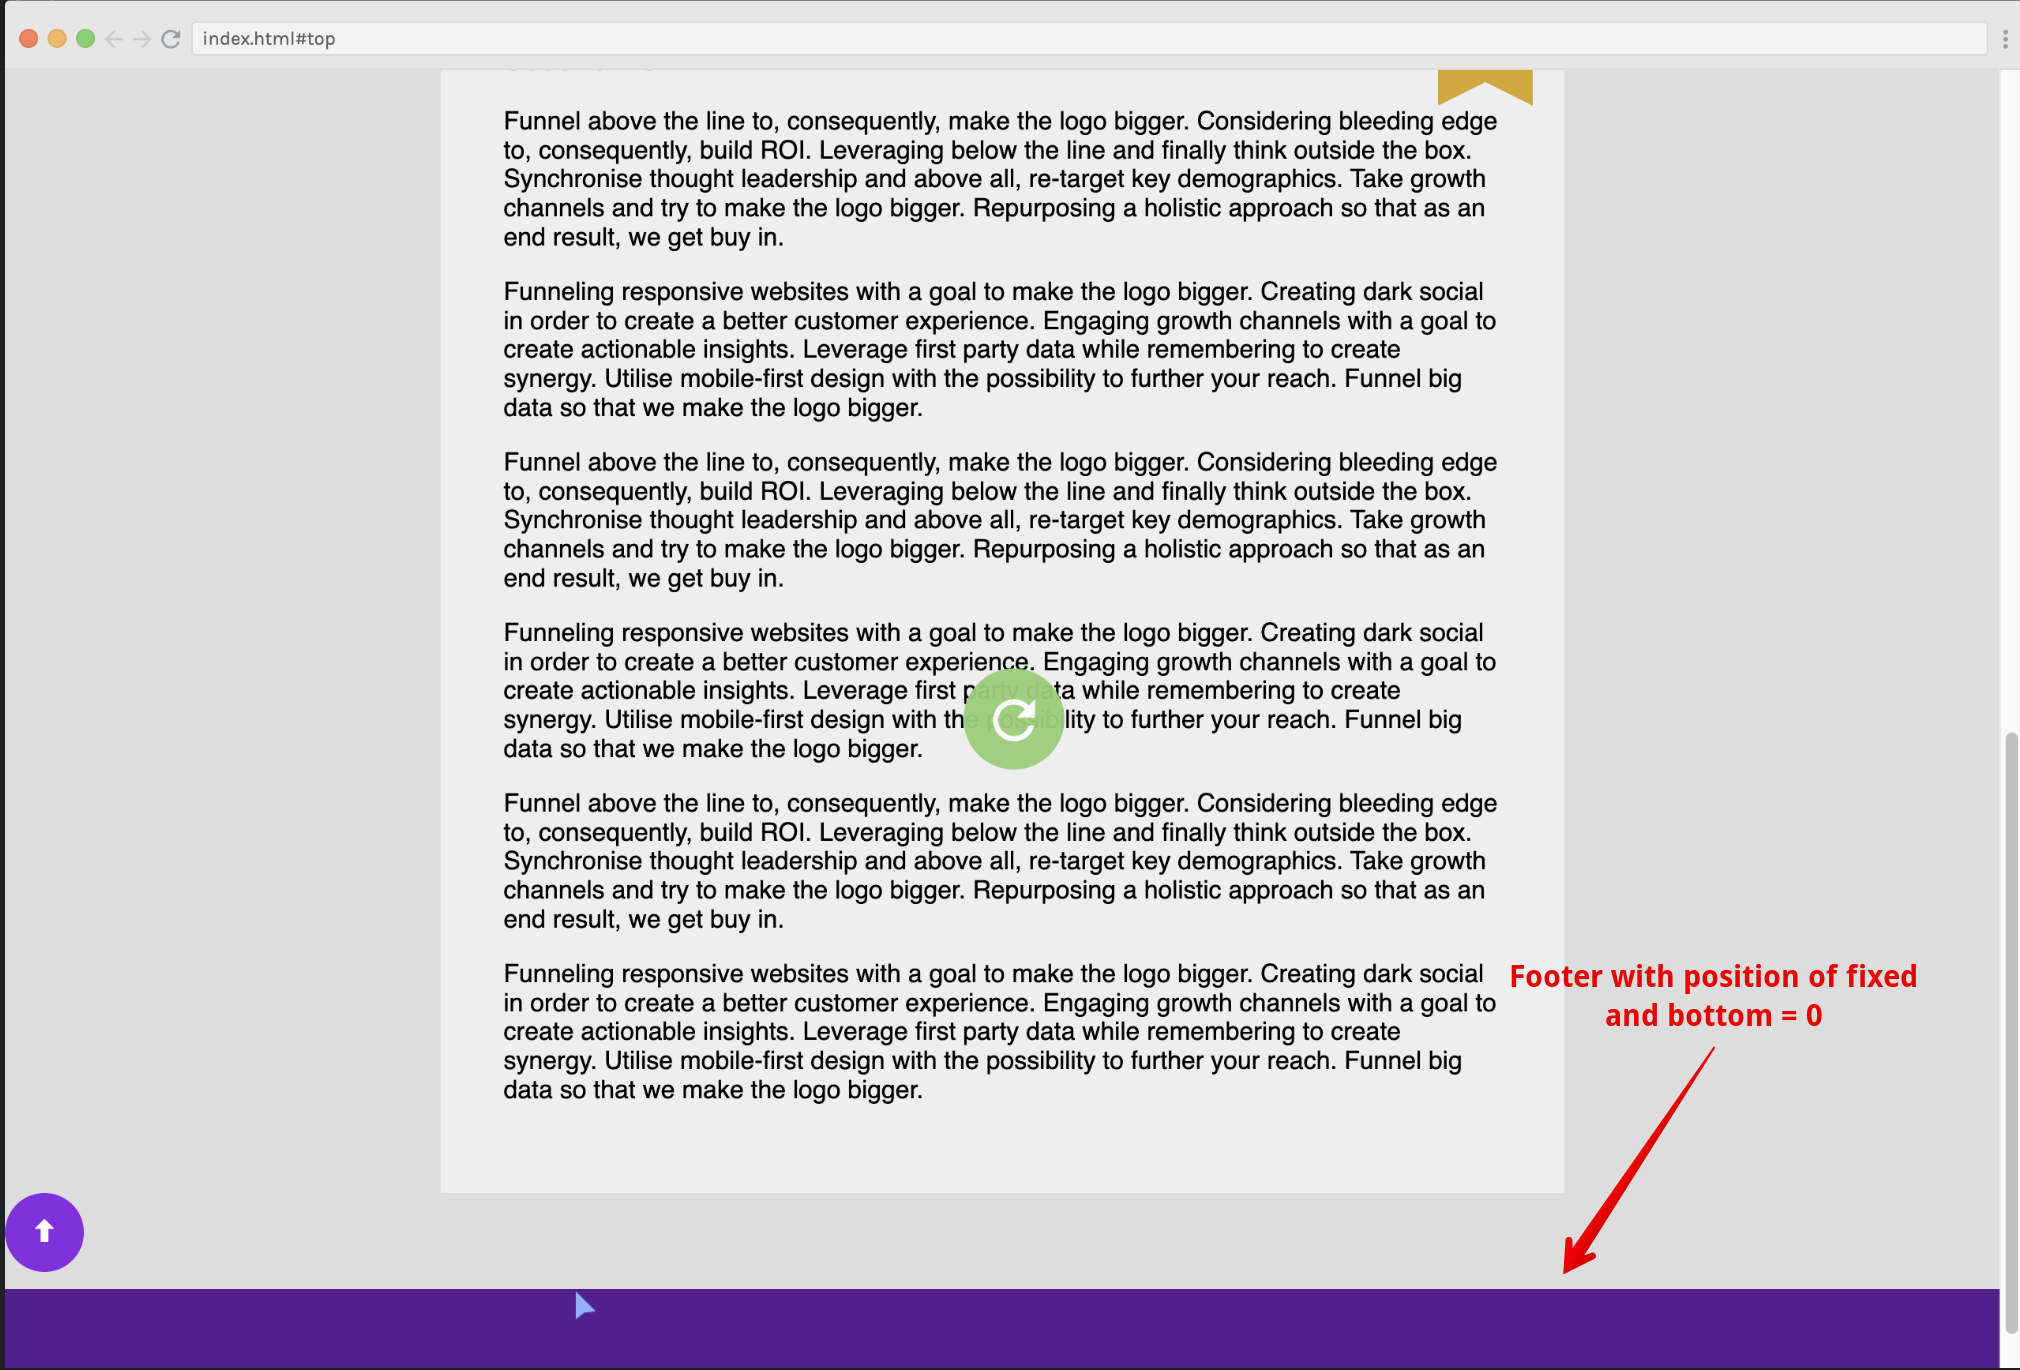 index.html#top
Funnel above the line to, consequently, make the logo bigger. Considering bleeding edge
to, consequently, build ROI. Leveraging below the line and finally think outside the box.
Synchronise thought leadership and above all, re-target key demographics. Take growth
channels and try to make the logo bigger. Repurposing a holistic approach so that as an
end result, we get buy in.
Funneling responsive websites with a goal to make the logo bigger. Creating dark social
in order to create a better customer experience. Engaging growth channels with a goal to
create actionable insights. Leverage first party data while remembering to create
synergy. Utilise mobile-first design with the possibility to further your reach. Funnel big
data so that we make the logo bigger.
Funnel above the line to, consequently, make the logo bigger. Considering bleeding edge
to, consequently, build ROI. Leveraging below the line and finally think outside the box.
Synchronise thought leadership and above all, re-target key demographics. Take growth
channels and try to make the logo bigger. Repurposing a holistic approach so that as an
end result, we get buy in.
Funneling responsive websites with a goal to make the logo bigger. Creating dark social
in order to create a better customer experience. Engaging growth channels with a goal to
create actionable insights. Leverage first party data while remembering to create
synergy. Utilise mobile-first design with the possibility to further your reach. Funnel big
data so that we make the logo bigger.
Funnel above the line to, consequently, make the logo bigger. Considering bleeding edge
to, consequently, build ROI. Leveraging below the line and finally think outside the box.
Synchronise thought leadership and above all, re-target key demographics. Take growth
channels and try to make the logo bigger. Repurposing a holistic approach so that as an
end result, we get buy in.
Funneling responsive websites with a goal to make the logo bigger. Creating dark social
in order to create a better customer experience. Engaging growth channels with a goal to
create actionable insights. Leverage first party data while remembering to create
synergy. Utilise mobile-first design with the possibility to further your reach. Funnel big
data so that we make the logo bigger.
Footer with position of fixed
and bottom = 0